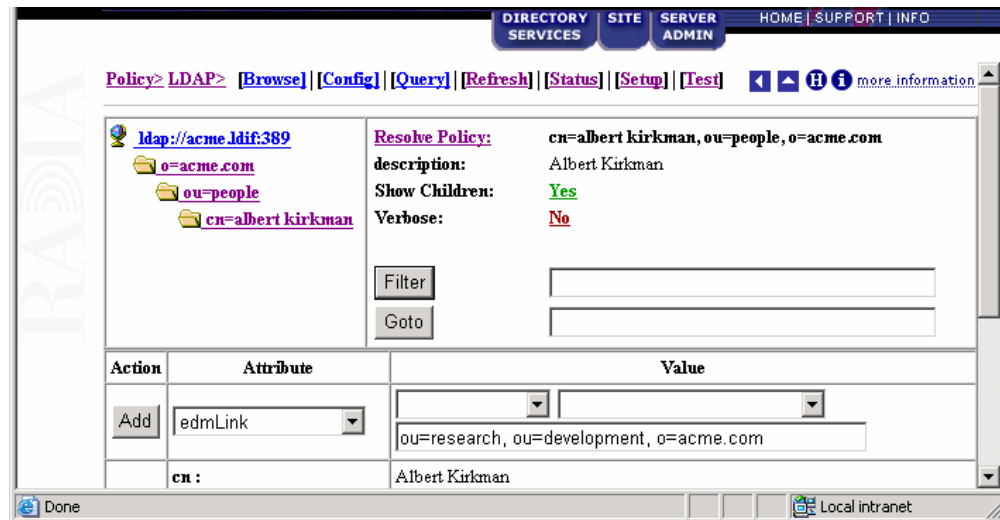 DIRECTORY SERVICES SITE SERVER ADMIN HOME | SUPPORT | INFO
Policy> LDAP> [Browse] | [Config] | [Query] | [Refresh] | [Status] | [Setup] | [Test] H i more information
RADIA
ldap://acme.ldif:389
o=acme.com
ou=people
cn=albert kirkman
Resolve Policy: cn=albert kirkman, ou=people, o=acme.com
description: Albert Kirkman
Show Children: Yes
Verbose: No
Filter
Goto
Action Attribute Value
Add edmLink
ou=research, ou=development, o=acme.com
cn : Albert Kirkman
Done Local intranet